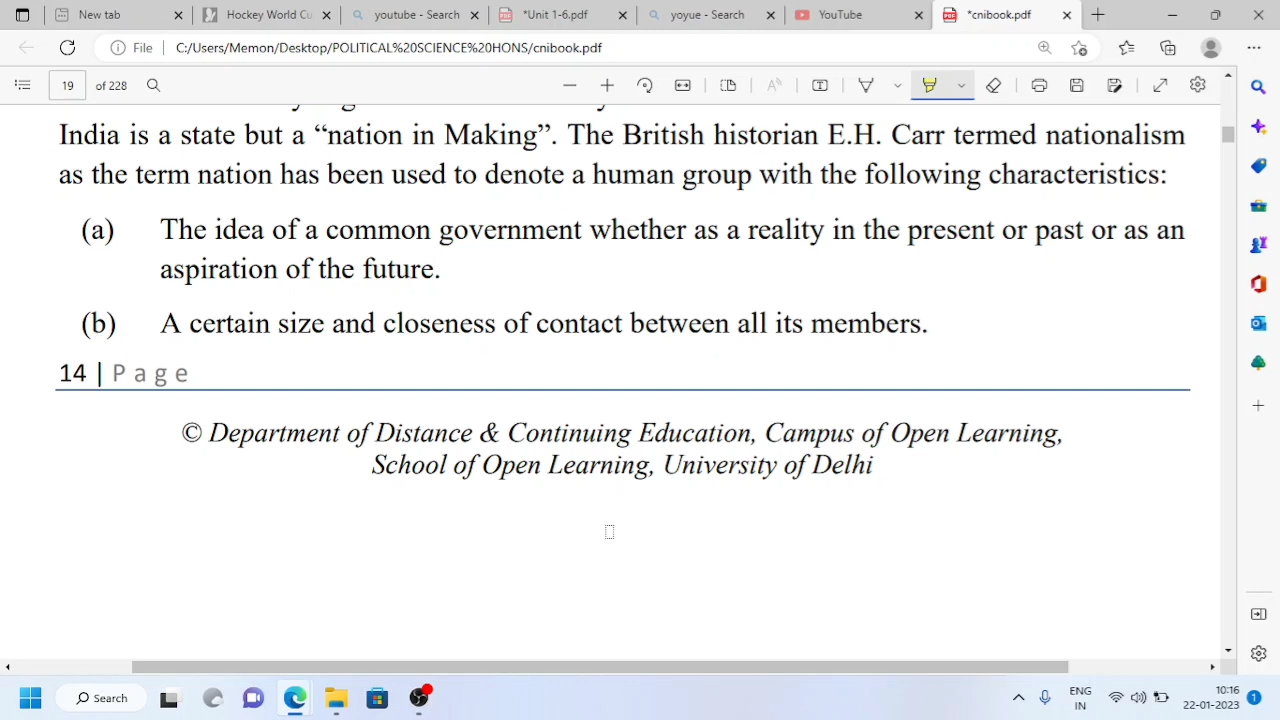 New tab
Hockey World Cu
youtube - Search
*Unit 1-6.pdf
yoyue - Search
YouTube
*cnibook.pdf
File | C:/Users/Memon/Desktop/POLITICAL%20SCIENCE%20HONS/cnibook.pdf
19 of 228
India is a state but a “nation in Making”. The British historian E.H. Carr termed nationalism
as the term nation has been used to denote a human group with the following characteristics:
(a) The idea of a common government whether as a reality in the present or past or as an
aspiration of the future.
(b) A certain size and closeness of contact between all its members.
14 | P a g e
© Department of Distance & Continuing Education, Campus of Open Learning,
School of Open Learning, University of Delhi
Search
ENG
IN
10:16
22-01-2023
1